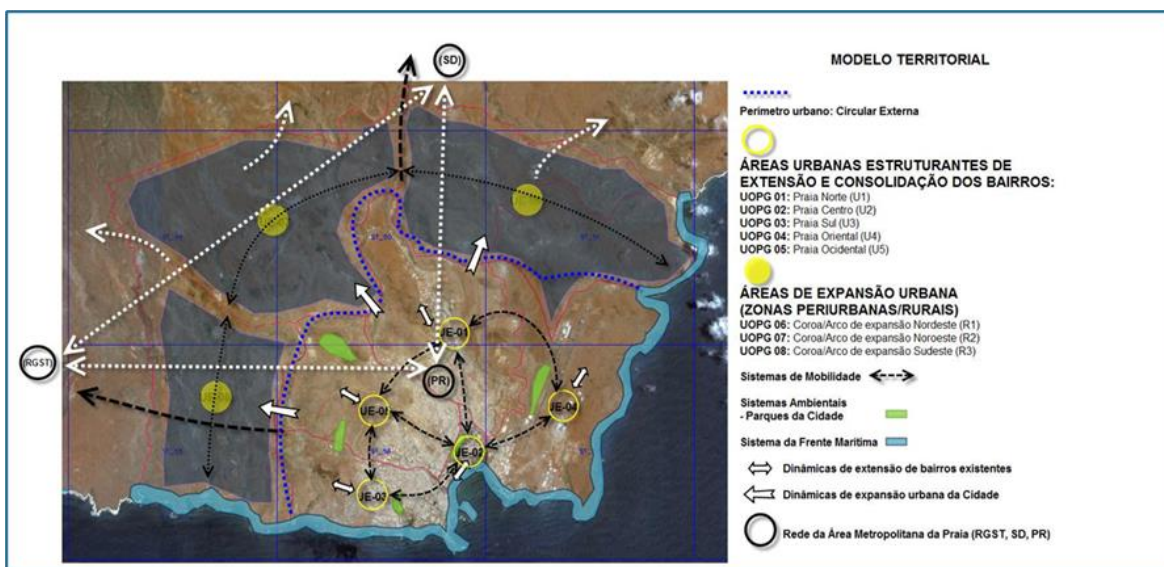 MODELO TERRITORIAL
Perímetro urbano: Circular Externa
ÁREAS URBANAS ESTRUTURANTES DE
EXTENSÃO E CONSOLIDAÇÃO DOS BAIRROS:
UOPG 01: Praia Norte (U1)
UOPG 02: Praia Centro (U2)
UOPG 03: Praia Sul (U3)
UOPG 04: Praia Oriental (U4)
UOPG 05: Praia Ocidental (U5)
ÁREAS DE EXPANSÃO URBANA
(ZONAS PERIURBANAS/RURAIS)
UOPG 06: Coroa/Arco de expansão Nordeste (R1)
UOPG 07: Coroa/Arco de expansão Noroeste (R2)
UOPG 08: Coroa/Arco de expansão Sudeste (R3)
Sistemas de Mobilidade
Sistemas Ambientais
- Parques da Cidade
Sistema da Frente Marítima
Dinâmicas de extensão de bairros existentes
Dinâmicas de expansão urbana da Cidade
Rede da Área Metropolitana da Praia (RGST, SD, PR)
(SD)
(RGST)
(PR)
JE-01
JE-04
JE-02
JE-03